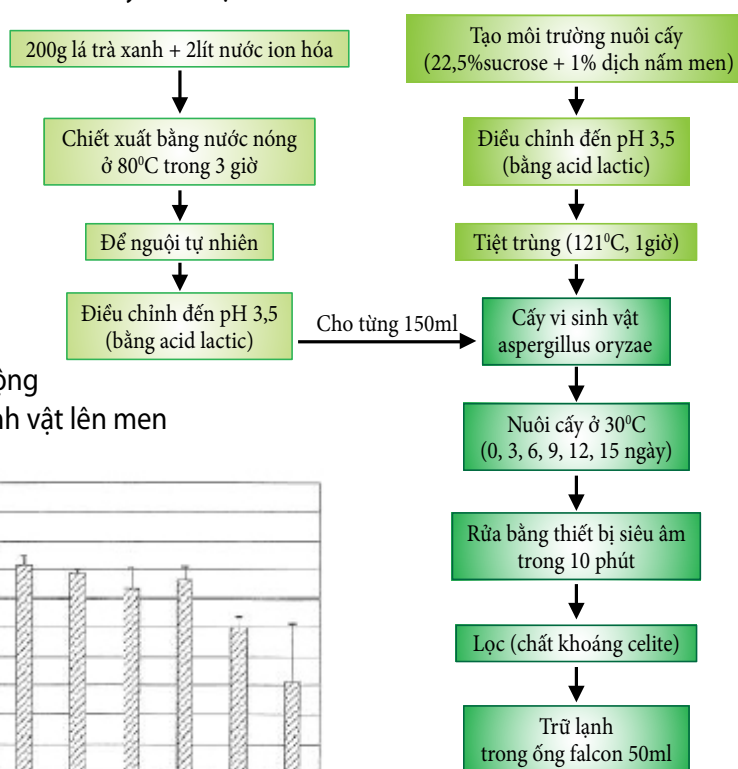 200g lá trà xanh + 2lít nước ion hóa
Chiết xuất bằng nước nóng
ở 80⁰C trong 3 giờ
Để nguội tự nhiên
Điều chỉnh đến pH 3,5
(bằng acid lactic)
Cho từng 150ml
Tạo môi trường nuôi cấy
(22,5%sucrose + 1% dịch nấm men)
Điều chỉnh đến pH 3,5
(bằng acid lactic)
Tiệt trùng (121⁰C, 1giờ)
Cấy vi sinh vật
aspergillus oryzae
Nuôi cấy ở 30⁰C
(0, 3, 6, 9, 12, 15 ngày)
Rửa bằng thiết bị siêu âm
trong 10 phút
Lọc (chất khoáng celite)
Trữ lạnh
trong ống falcon 50ml
vật lên men